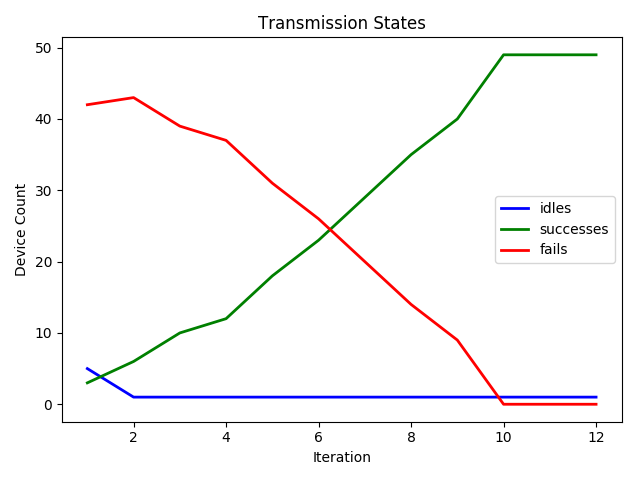 Transmission States
Device Count
50
40
30
20
10
0
idles
successes
fails
2 4 6 8 10 12
Iteration